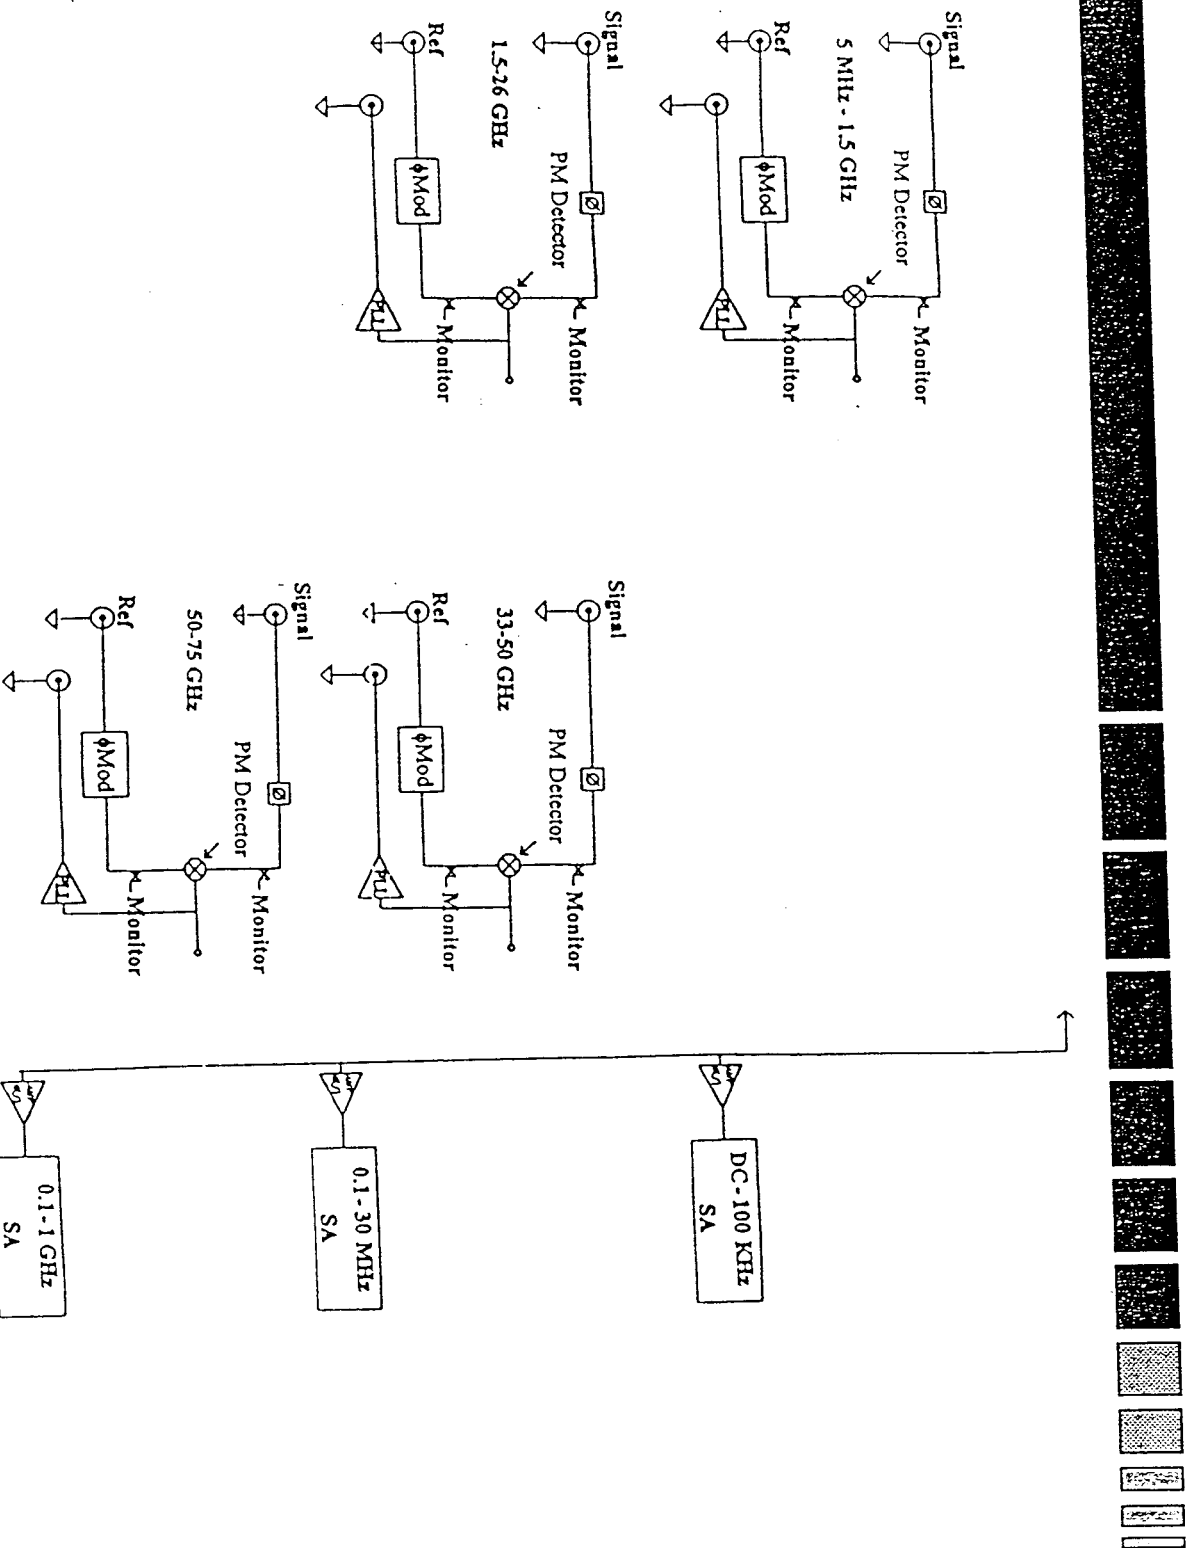 Signal
5 MHz - 1.5 GHz
PM Detector
Ø
Monitor
Ref
ϕMod
Monitor
PLL
Signal
1.5-26 GHz
PM Detector
Ø
Monitor
Ref
ϕMod
Monitor
PLL
Signal
33-50 GHz
PM Detector
Ø
Monitor
Ref
ϕMod
Monitor
PLL
Signal
50-75 GHz
PM Detector
Ø
Monitor
Ref
ϕMod
Monitor
PLL
DC - 100 KHz
SA
0.1 - 30 MHz
SA
0.1 - 1 GHz
SA